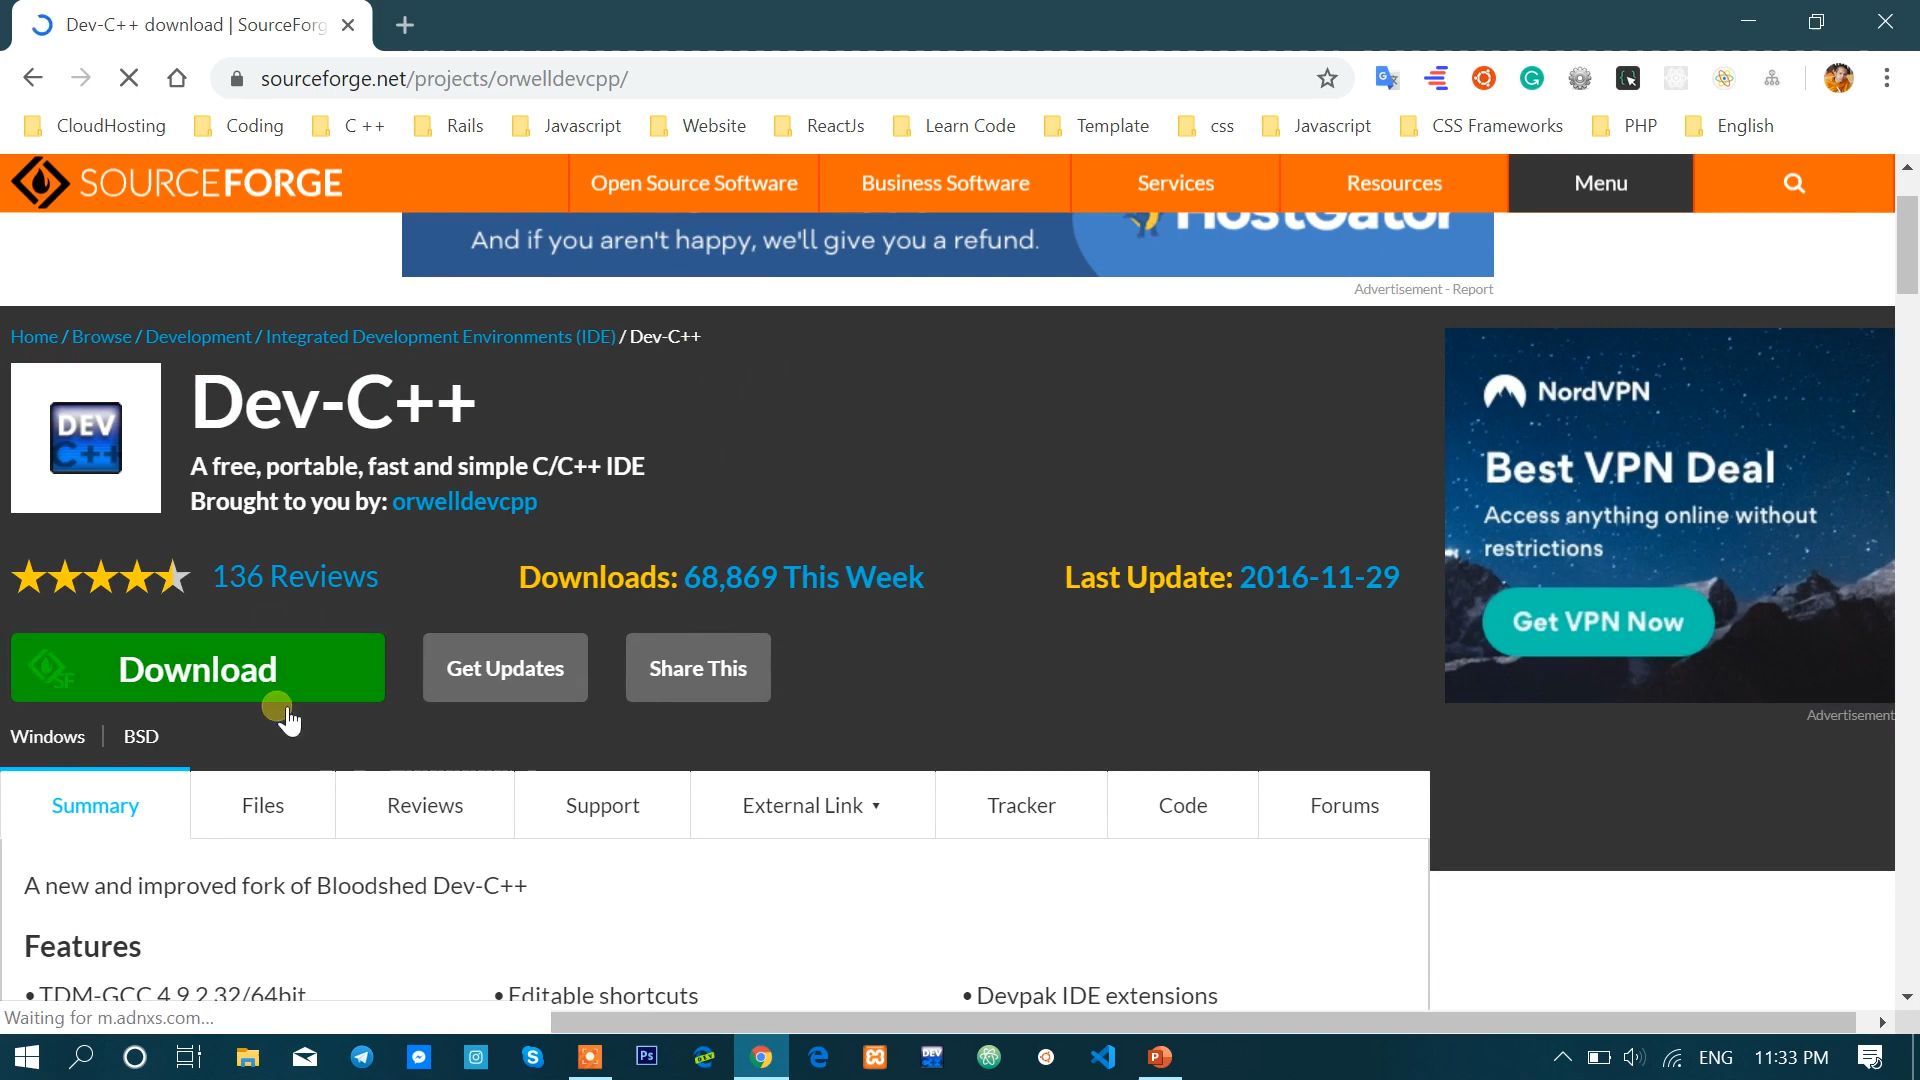 Dev-C++ download | SourceForg
sourceforge.net/projects/orwelldevcpp/
CloudHosting Coding C ++ Rails Javascript Website ReactJs Learn Code Template css Javascript CSS Frameworks PHP English
SOURCEFORGE
Open Source Software Business Software Services Resources Menu
HostGator
And if you aren't happy, we'll give you a refund.
Advertisement - Report
Home / Browse / Development / Integrated Development Environments (IDE) / Dev-C++
DEV
C++
Dev-C++
A free, portable, fast and simple C/C++ IDE
Brought to you by: orwelldevcpp
136 Reviews
Downloads: 68,869 This Week
Last Update: 2016-11-29
SF
Download
Get Updates
Share This
Windows BSD
NordVPN
Best VPN Deal
Access anything online without
restrictions
Get VPN Now
Advertisement
Summary Files Reviews Support External Link Tracker Code Forums
A new and improved fork of Bloodshed Dev-C++
Features
• TDM-GCC 4.9.2 32/64bit
• Editable shortcuts
• Devpak IDE extensions
Waiting for m.adnxs.com...
Ps
DEV
P
ENG 11:33 PM